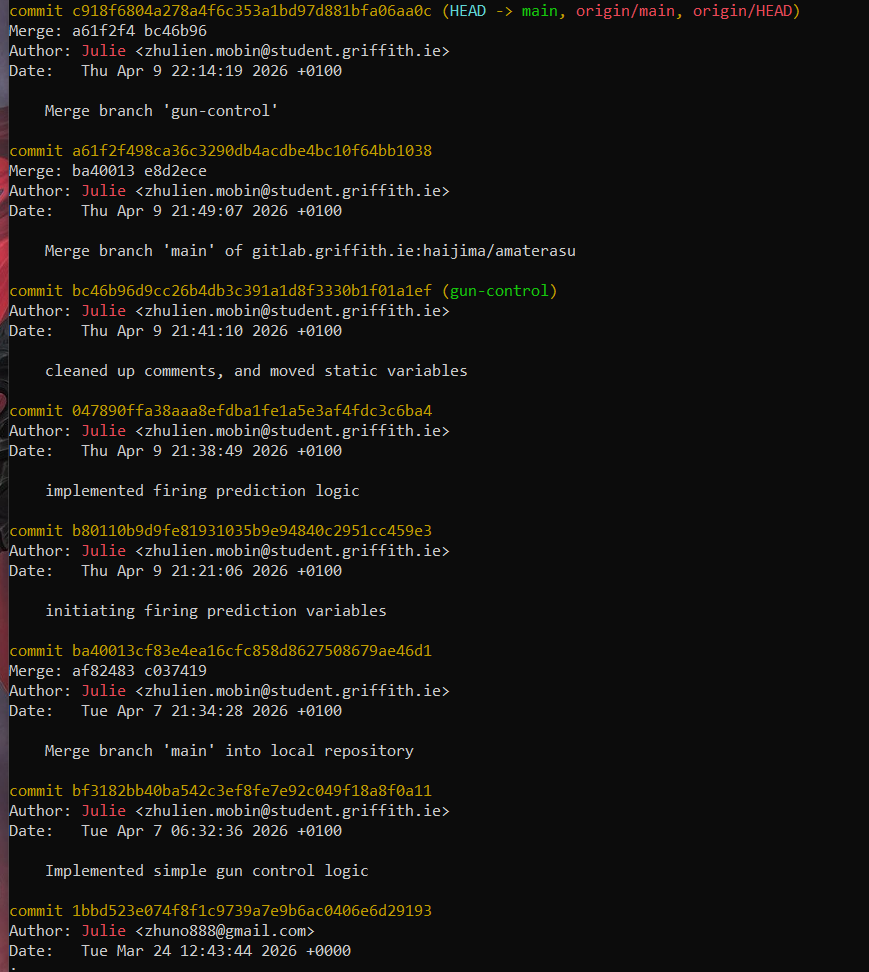 commit c918f6804a278a4f6c353a1bd97d881bfa06aa0c (HEAD -> main, origin/main, origin/HEAD)
Merge: a61f2f4 bc46b96
Author: Julie <zhulien.mobin@student.griffith.ie>
Date:   Thu Apr 9 22:14:19 2026 +0100
    Merge branch 'gun-control'
commit a61f2f498ca36c3290db4acdbe4bc10f64bb1038
Merge: ba40013 e8d2ece
Author: Julie <zhulien.mobin@student.griffith.ie>
Date:   Thu Apr 9 21:49:07 2026 +0100
    Merge branch 'main' of gitlab.griffith.ie:haijima/amaterasu
commit bc46b96d9cc26b4db3c391a1d8f3330b1f01a1ef (gun-control)
Author: Julie <zhulien.mobin@student.griffith.ie>
Date:   Thu Apr 9 21:41:10 2026 +0100
    cleaned up comments, and moved static variables
commit 047890ffa38aaa8efdba1fe1a5e3af4fdc3c6ba4
Author: Julie <zhulien.mobin@student.griffith.ie>
Date:   Thu Apr 9 21:38:49 2026 +0100
    implemented firing prediction logic
commit b80110b9d9fe81931035b9e94840c2951cc459e3
Author: Julie <zhulien.mobin@student.griffith.ie>
Date:   Thu Apr 9 21:21:06 2026 +0100
    initiating firing prediction variables
commit ba40013cf83e4ea16cfc858d8627508679ae46d1
Merge: af82483 c037419
Author: Julie <zhulien.mobin@student.griffith.ie>
Date:   Tue Apr 7 21:34:28 2026 +0100
    Merge branch 'main' into local repository
commit bf3182bb40ba542c3ef8fe7e92c049f18a8f0a11
Author: Julie <zhulien.mobin@student.griffith.ie>
Date:   Tue Apr 7 06:32:36 2026 +0100
    Implemented simple gun control logic
commit 1bbd523e074f8f1c9739a7e9b6ac0406e6d29193
Author: Julie <zhuno888@gmail.com>
Date:   Tue Mar 24 12:43:44 2026 +0000